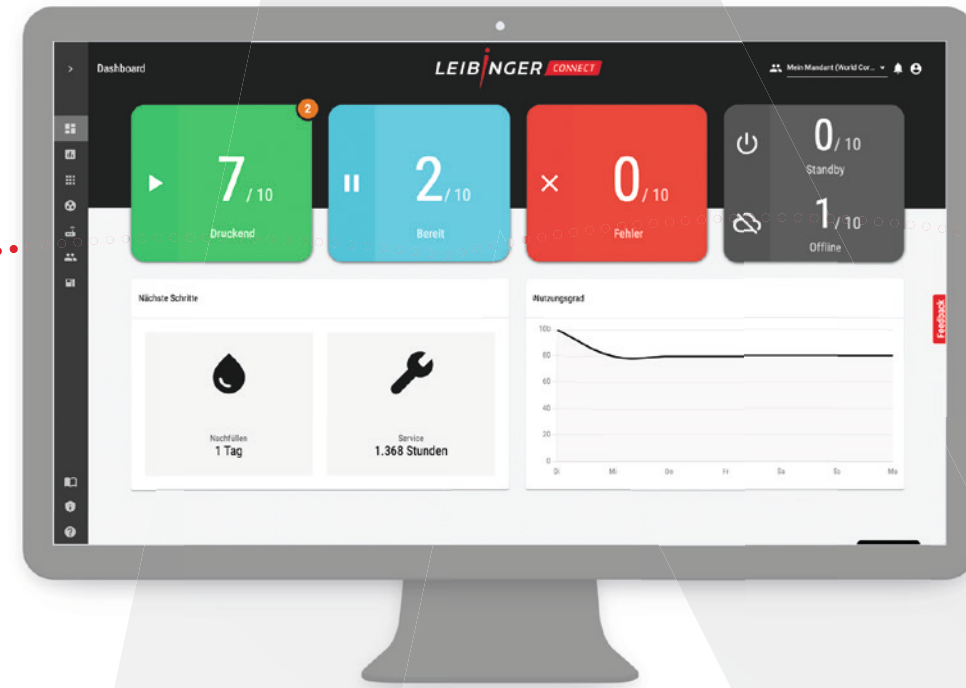 Dashboard
LEIBINGER CONNECT
Mein Mandant (World Cor...
2
7 / 10
Druckend
2 / 10
Bereit
0 / 10
Fehler
0 / 10
Standby
1 / 10
Offline
Nächste Schritte
Nachfüllen
1 Tag
Service
1.368 Stunden
Nutzungsgrad
100
80
60
40
20
0
Di
Mi
Do
Fr
Sa
So
Mo
Feedback